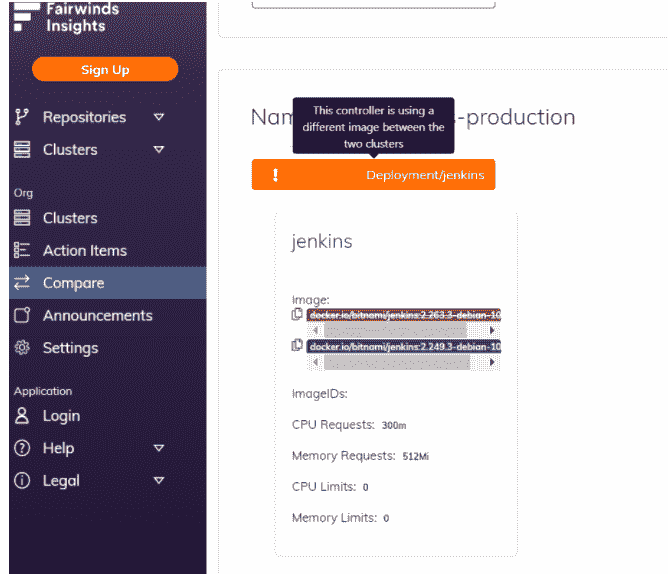 Fairwinds
Insights
Sign Up
Repositories
Clusters
Org
Clusters
Action Items
Compare
Announcements
Settings
Application
Login
Help
Legal
This controller is using a
different image between the
two clusters
Nam -production
! Deployment/jenkins
jenkins
Image:
docker.io/bitnami/jenkins:2.263.3-debian-10
docker.io/bitnami/jenkins:2.249.3-debian-10
ImageIDs:
CPU Requests: 300m
Memory Requests: 512Mi
CPU Limits: 0
Memory Limits: 0